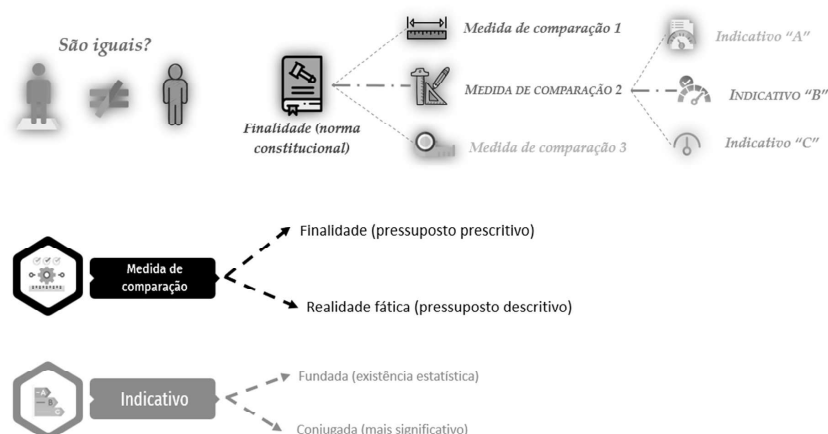 São iguais?
Finalidade (norma
constitucional)
Medida de comparação 1
MEDIDA DE COMPARAÇÃO 2
Medida de comparação 3
Indicativo “A”
INDICATIVO “B”
Indicativo “C”
Medida de
comparação
Finalidade (pressuposto prescritivo)
Realidade fática (pressuposto descritivo)
A
B
C
Indicativo
Fundada (existência estatística)
Conjugada (mais significativo)